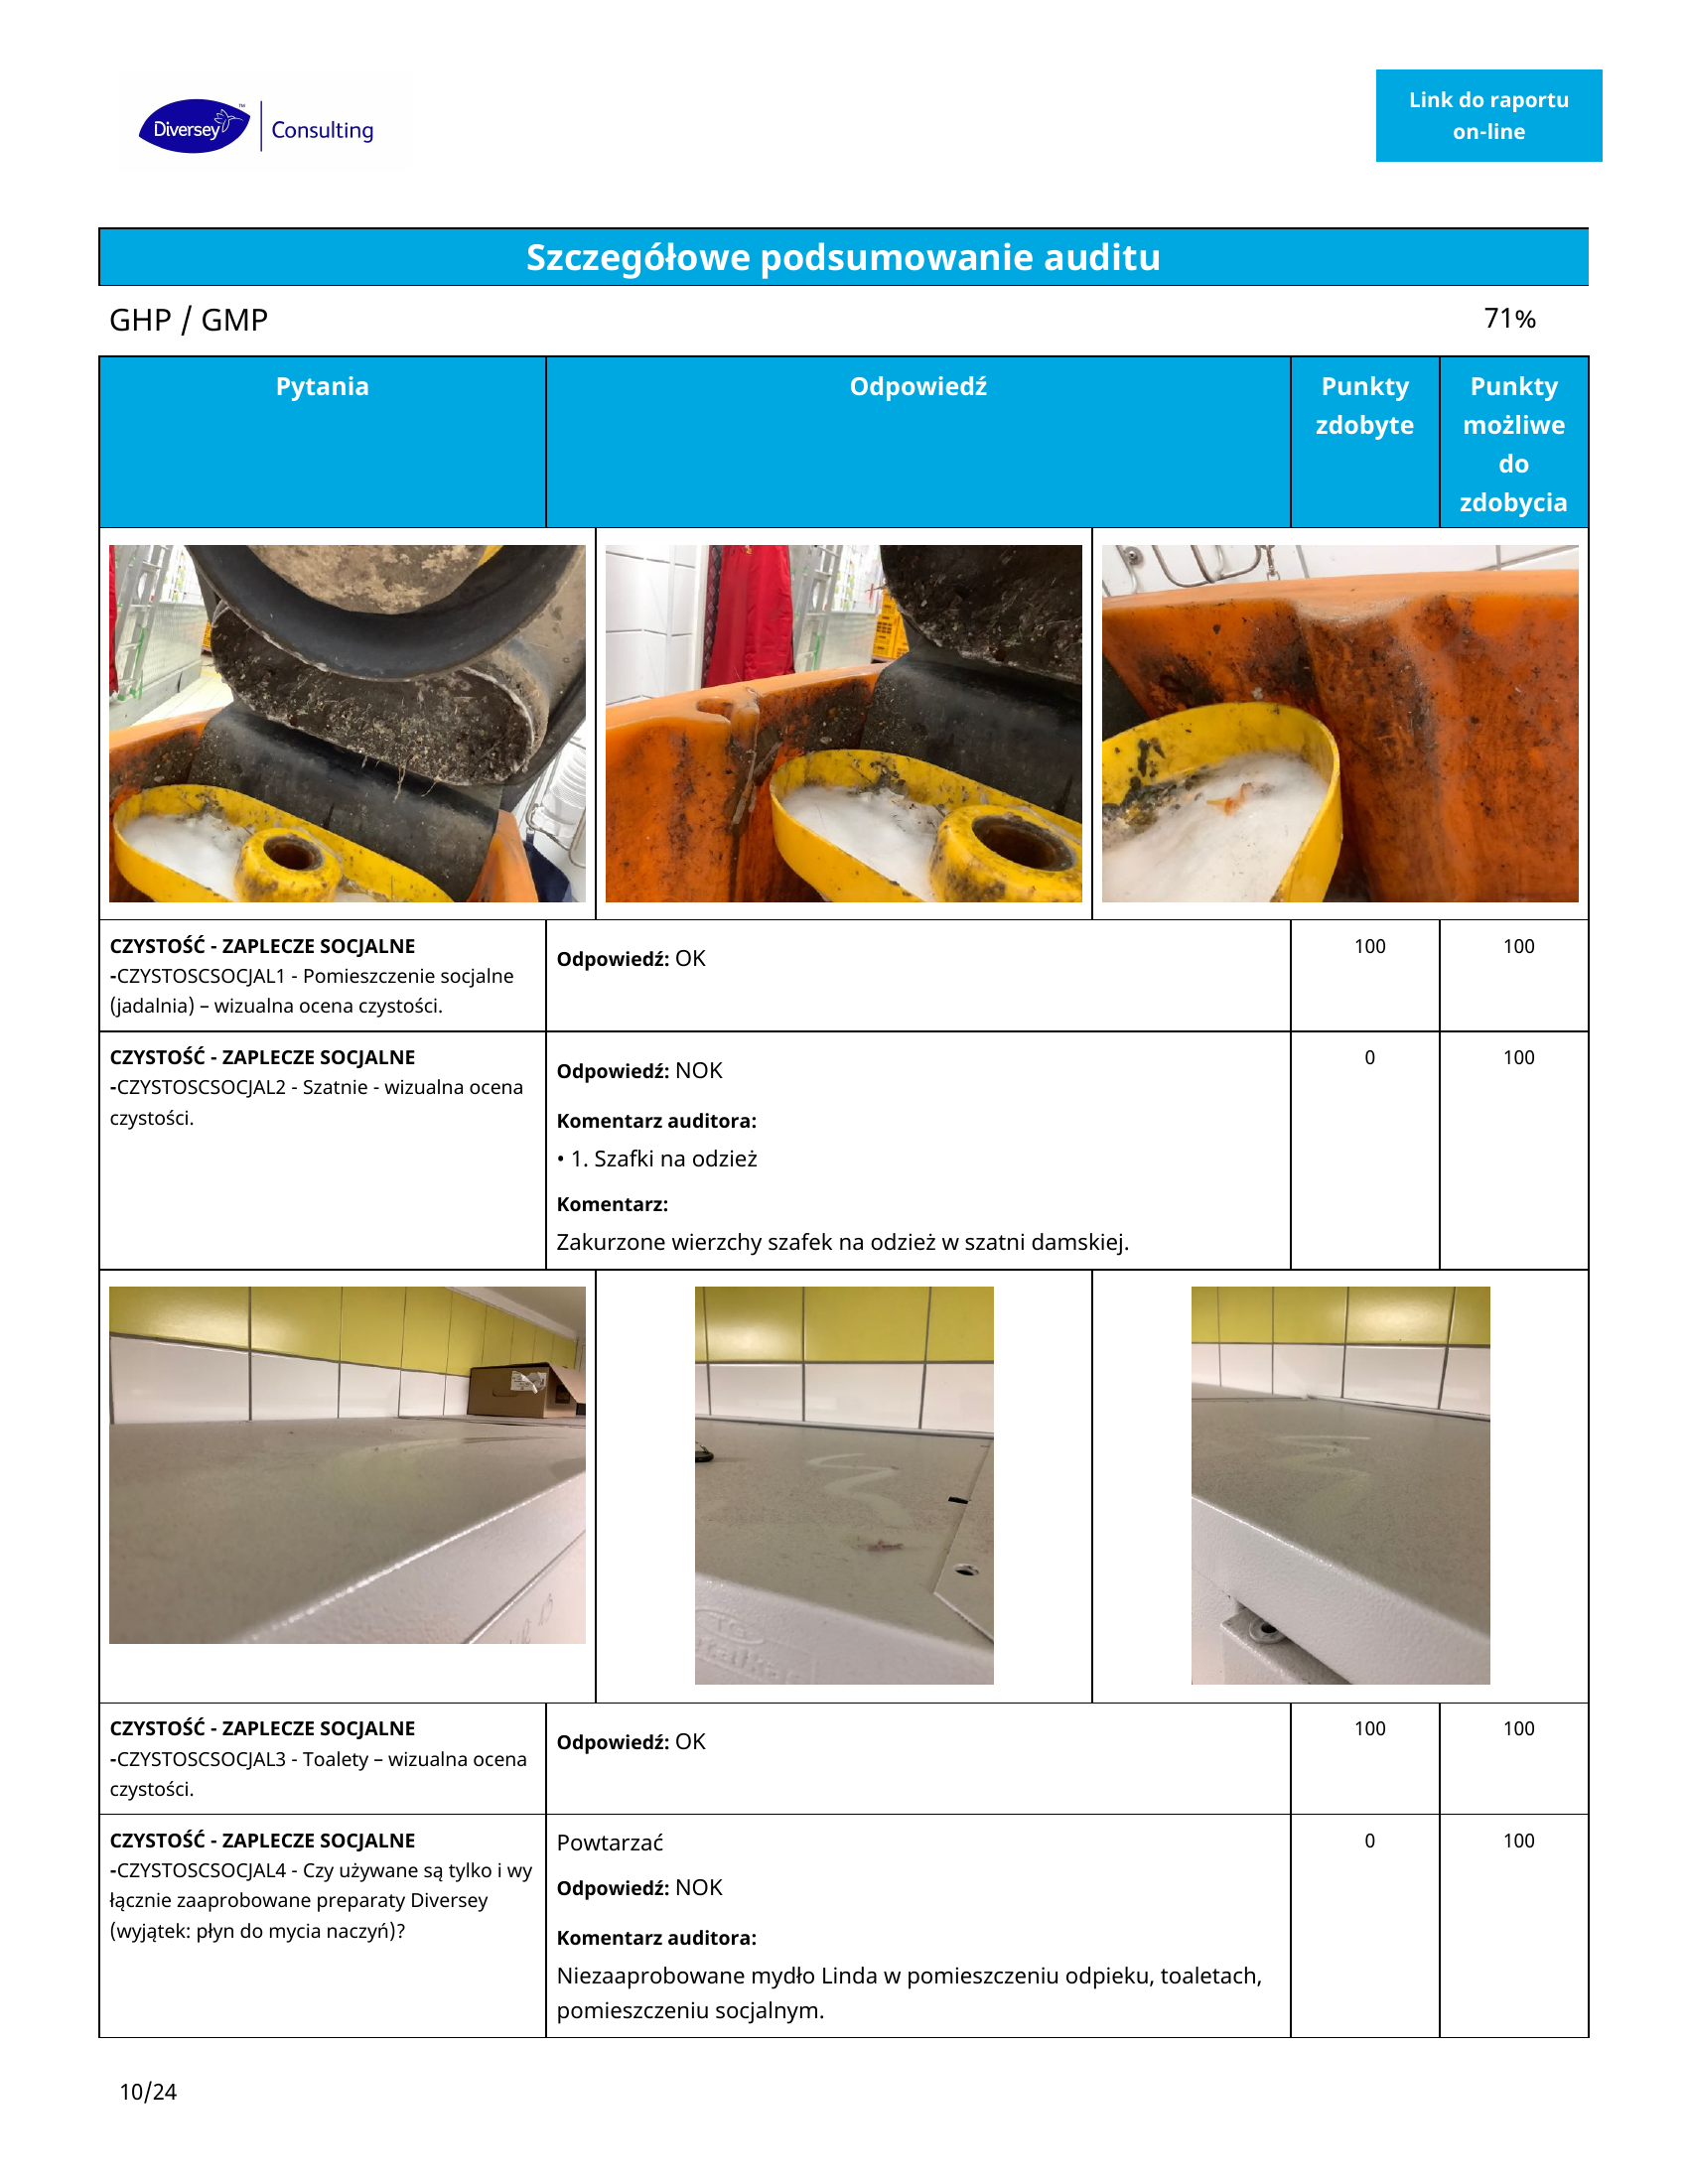 Diversey™ | Consulting
Link do raportu
on-line
Szczegółowe podsumowanie auditu
GHP / GMP 71%
Pytania Odpowiedź Punkty zdobyte Punkty możliwe do zdobycia
CZYSTOŚĆ - ZAPLECZE SOCJALNE
-CZYSTOSCSOCJAL1 - Pomieszczenie socjalne
(jadalnia) – wizualna ocena czystości.
Odpowiedź: OK
100
100
CZYSTOŚĆ - ZAPLECZE SOCJALNE
-CZYSTOSCSOCJAL2 - Szatnie - wizualna ocena
czystości.
Odpowiedź: NOK
Komentarz auditora:
• 1. Szafki na odzież
Komentarz:
Zakurzone wierzchy szafek na odzież w szatni damskiej.
0
100
CZYSTOŚĆ - ZAPLECZE SOCJALNE
-CZYSTOSCSOCJAL3 - Toalety – wizualna ocena
czystości.
Odpowiedź: OK
100
100
CZYSTOŚĆ - ZAPLECZE SOCJALNE
-CZYSTOSCSOCJAL4 - Czy używane są tylko i wy
łącznie zaaprobowane preparaty Diversey
(wyjątek: płyn do mycia naczyń)?
Powtarzać
Odpowiedź: NOK
Komentarz auditora:
Niezaaprobowane mydło Linda w pomieszczeniu odpieku, toaletach,
pomieszczeniu socjalnym.
0
100
10/24